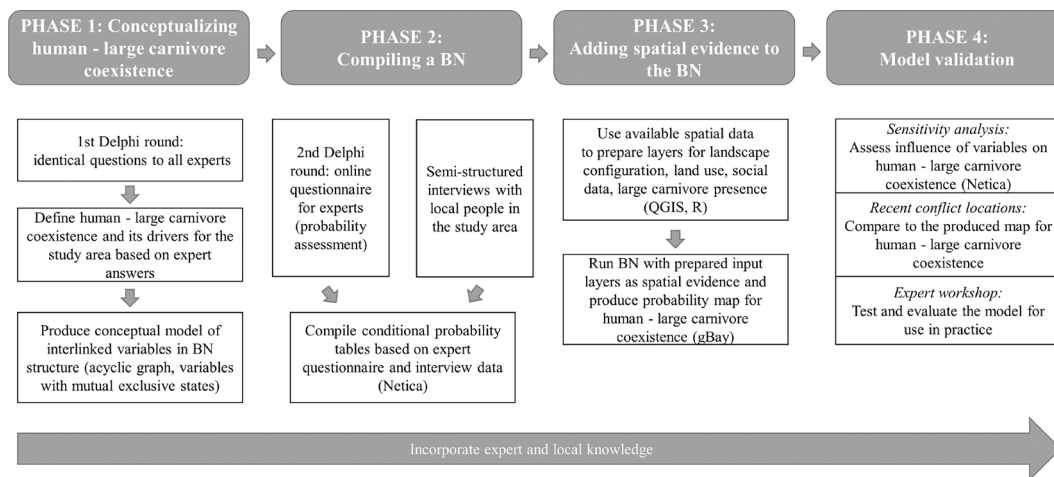 PHASE 1: Conceptualizing
human - large carnivore
coexistence
PHASE 2:
Compiling a BN
PHASE 3:
Adding spatial evidence to
the BN
PHASE 4:
Model validation
1st Delphi round:
identical questions to all experts
Define human - large carnivore
coexistence and its drivers for the
study area based on expert
answers
Produce conceptual model of
interlinked variables in BN
structure (acyclic graph, variables
with mutual exclusive states)
2nd Delphi
round: online
questionnaire
for experts
(probability
assessment)
Semi-structured
interviews with
local people in
the study area
Compile conditional probability
tables based on expert
questionnaire and interview data
(Netica)
Use available spatial data
to prepare layers for landscape
configuration, land use, social
data, large carnivore presence
(QGIS, R)
Run BN with prepared input
layers as spatial evidence and
produce probability map for
human - large carnivore
coexistence (gBay)
Sensitivity analysis:
Assess influence of variables on
human - large carnivore
coexistence (Netica)
Recent conflict locations:
Compare to the produced map for
human - large carnivore
coexistence
Expert workshop:
Test and evaluate the model for
use in practice
Incorporate expert and local knowledge